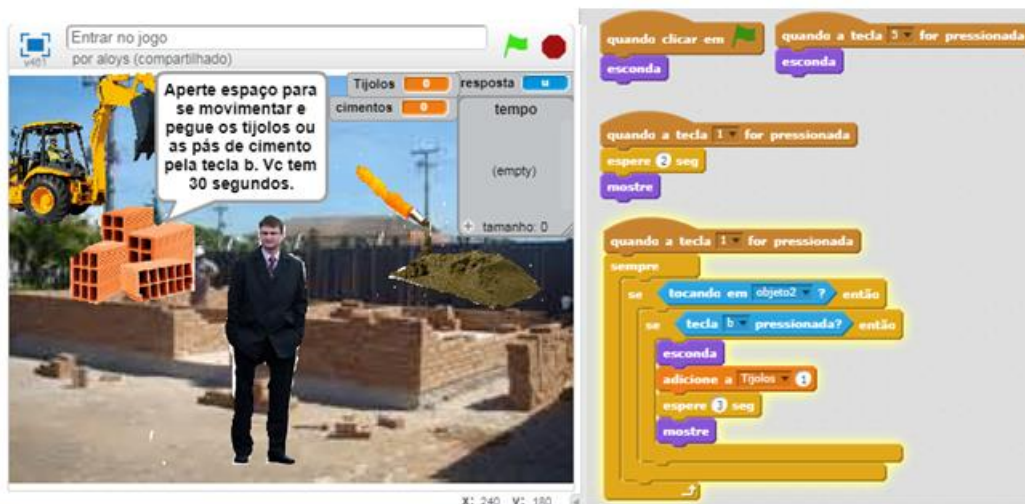 Entrar no jogo
v461
por aloys (compartilhado)
Tijolos 0
resposta u
cimentos 0
tempo
(empty)
+ tamanho: 0
Aperte espaço para
se movimentar e
pegue os tijolos ou
as pás de cimento
pela tecla b. Vc tem
30 segundos.
X: 240 Y: 180
quando clicar em
esconda
quando a tecla 5 for pressionada
esconda
quando a tecla 1 for pressionada
espere 2 seg
mostre
quando a tecla 1 for pressionada
sempre
se tocando em objeto2 ? então
se tecla b pressionada? então
esconda
adicione a Tijolos 1
espere 3 seg
mostre